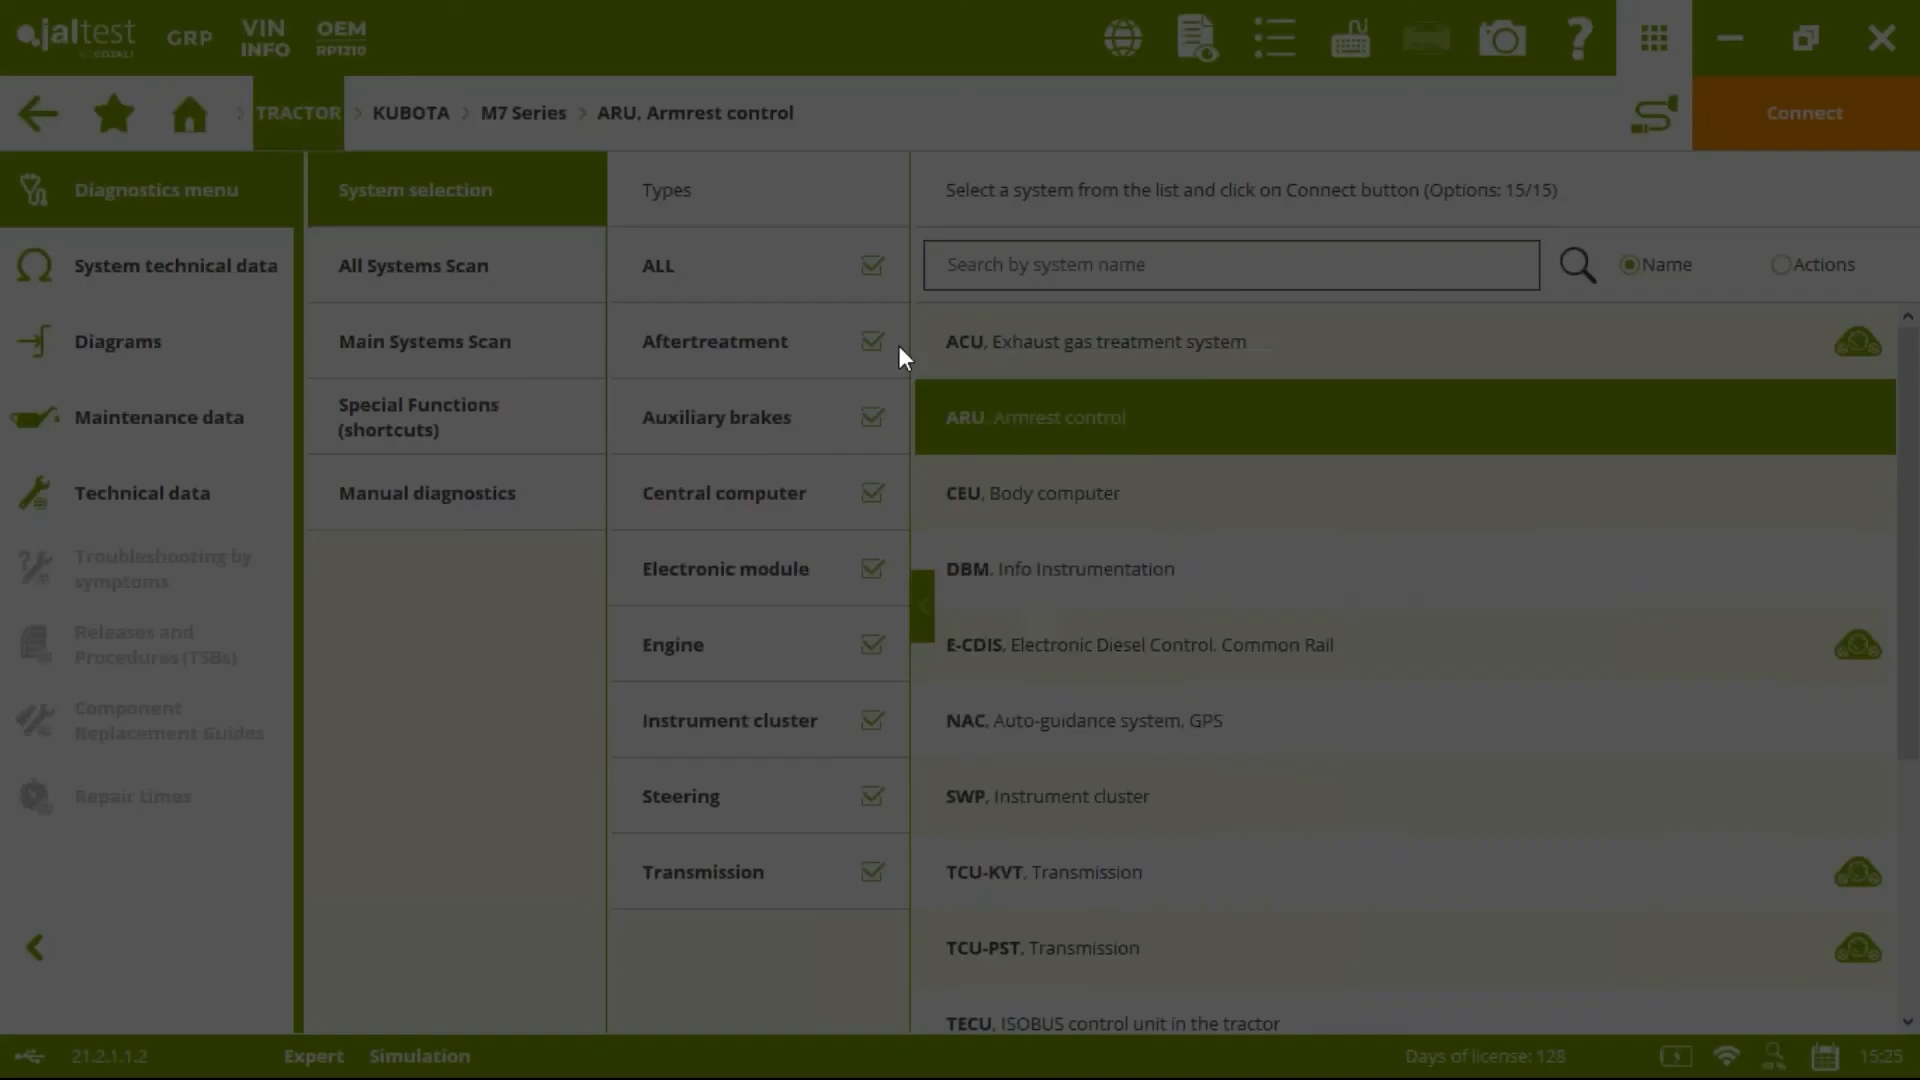 jaltest
BY COJALI
GRP
VIN
INFO
OEM
RP1210
TRACTOR
KUBOTA
M7 Series
ARU, Armrest control
Connect
Diagnostics menu
System selection
Types
Select a system from the list and click on Connect button (Options: 15/15)
System technical data
All Systems Scan
ALL
Search by system name
Name
Actions
Diagrams
Main Systems Scan
Aftertreatment
ACU, Exhaust gas treatment system
Maintenance data
Special Functions
(shortcuts)
Auxiliary brakes
ARU, Armrest control
Technical data
Manual diagnostics
Central computer
CEU, Body computer
Troubleshooting by
symptoms
Electronic module
DBM, Info Instrumentation
Releases and
Procedures (TSBs)
Engine
E-CDIS, Electronic Diesel Control. Common Rail
Component
Replacement Guides
Instrument cluster
NAC, Auto-guidance system, GPS
Repair times
Steering
SWP, Instrument cluster
Transmission
TCU-KVT, Transmission
TCU-PST, Transmission
TECU, ISOBUS control unit in the tractor
21.2.1.1.2
Expert
Simulation
Days of license: 128
15:25